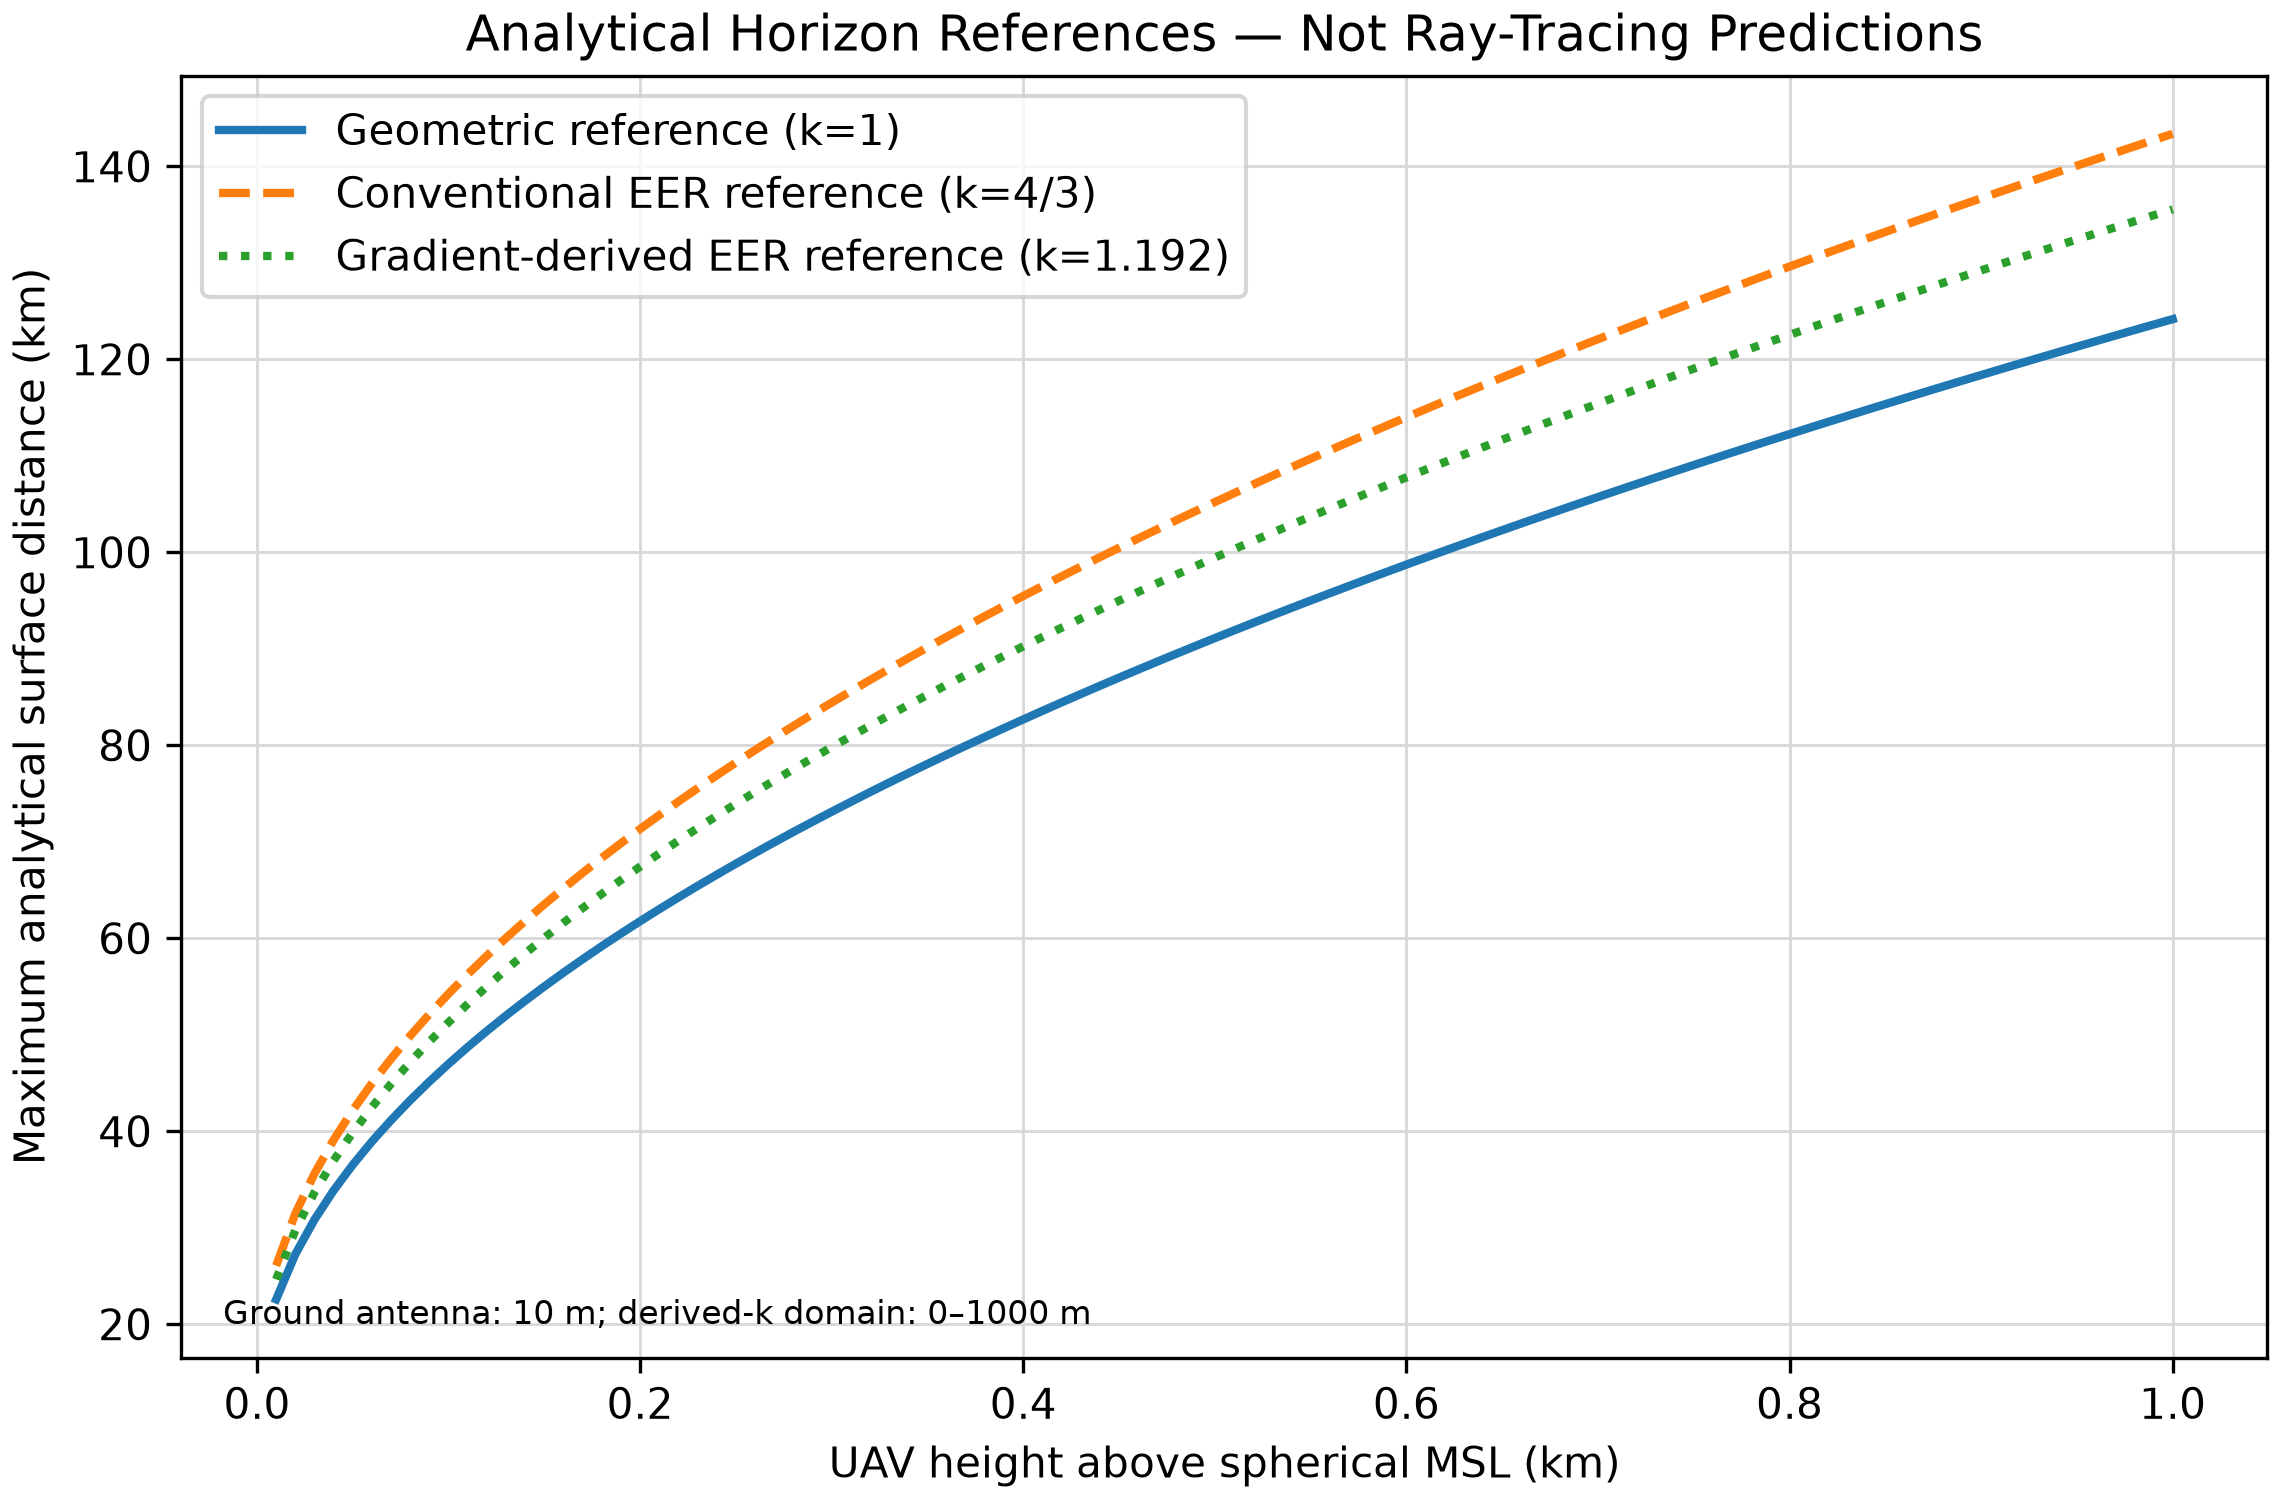 Analytical Horizon References — Not Ray-Tracing Predictions
Geometric reference (k=1)
Conventional EER reference (k=4/3)
Gradient-derived EER reference (k=1.192)
Maximum analytical surface distance (km)
140
120
100
80
60
40
20
Ground antenna: 10 m; derived-k domain: 0–1000 m
0.0 0.2 0.4 0.6 0.8 1.0
UAV height above spherical MSL (km)